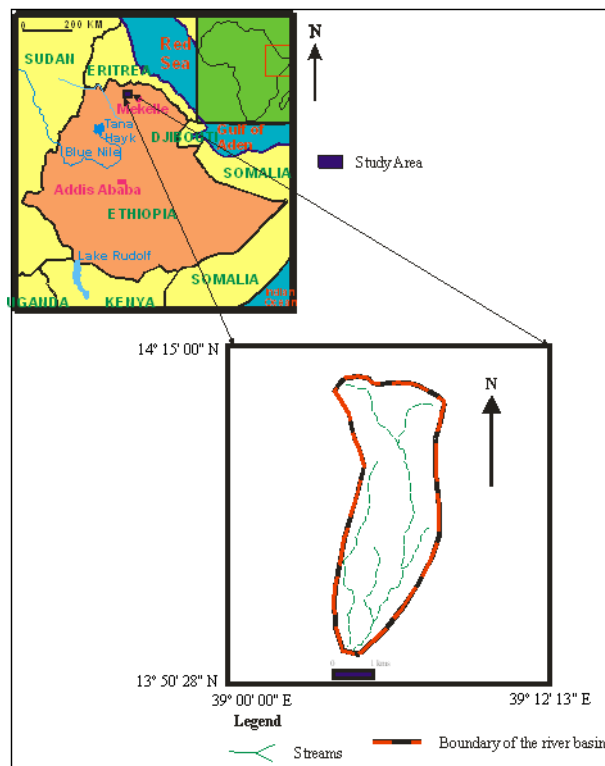 0 200 KM
SUDAN
Red
Sea
ERITREA
N
Mekelle
Tana
Hayk
DJIBOUTI
Gulf of
Aden
Blue Nile
Study Area
SOMALIA
Addis Ababa
ETHIOPIA
Lake Rudolf
SOMALIA
UGANDA
KENYA
14° 15' 00" N
N
0 1 kms
13° 50' 28" N
39° 00' 00" E
39° 12' 13" E
Legend
Streams
Boundary of the river basin